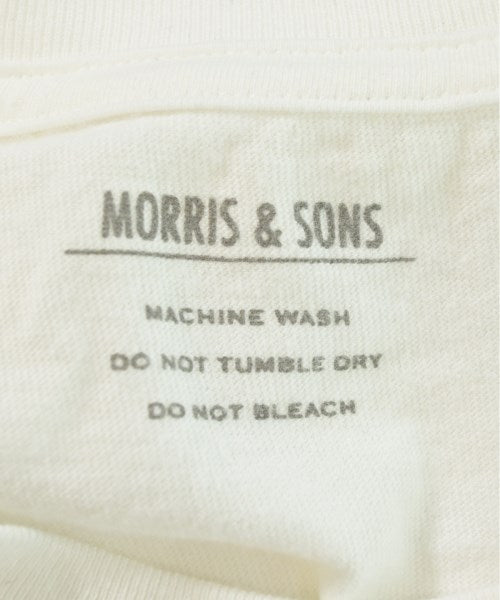 MORRIS & SONS
MACHINE WASH
DO NOT TUMBLE DRY
DO NOT BLEACH